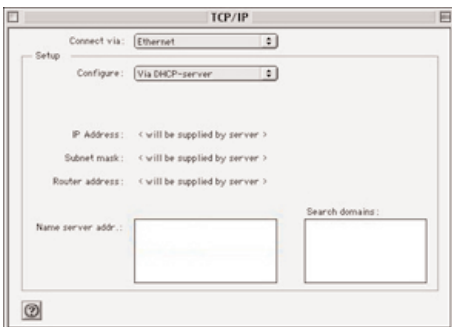 TCP/IP
Connect via: Ethernet
Setup
Configure: Via DHCP-server
IP Address: < will be supplied by server >
Subnet mask: < will be supplied by server >
Router address: < will be supplied by server >
Search domains:
Name server addr.:
?